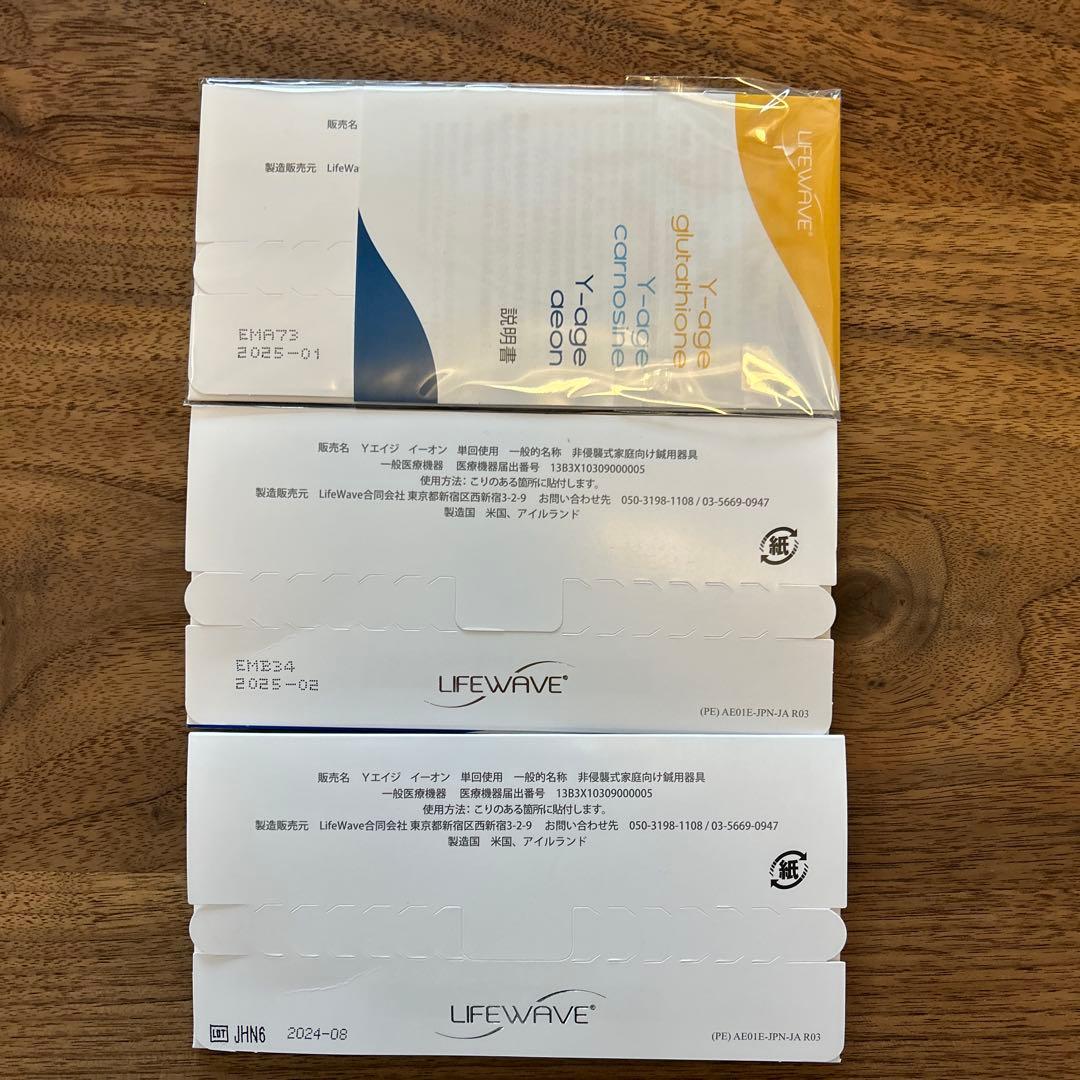 販売名
製造販売元 LifeWa
LIFEWAVE®
Y-age
glutathione
Y-age
carnosine
Y-age
aeon
説明書
EMA73
2025-01
販売名 Yエイジ イーオン 単回使用 一般的名称 非侵襲式家庭向け鍼用器具
一般医療機器 医療機器届出番号 13B3X10309000005
使用方法：こりのある箇所に貼付します。
製造販売元 LifeWave合同会社 東京都新宿区西新宿3-2-9 お問い合わせ先 050-3198-1108 / 03-5669-0947
製造国 米国、アイルランド
紙
EMB34
2025-02
LIFEWAVE®
(PE) AE01E-JPN-JA R03
販売名 Yエイジ イーオン 単回使用 一般的名称 非侵襲式家庭向け鍼用器具
一般医療機器 医療機器届出番号 13B3X10309000005
使用方法：こりのある箇所に貼付します。
製造販売元 LifeWave合同会社 東京都新宿区西新宿3-2-9 お問い合わせ先 050-3198-1108 / 03-5669-0947
製造国 米国、アイルランド
紙
LOT JHN6 2024-08
LIFEWAVE®
(PE) AE01E-JPN-JA R03